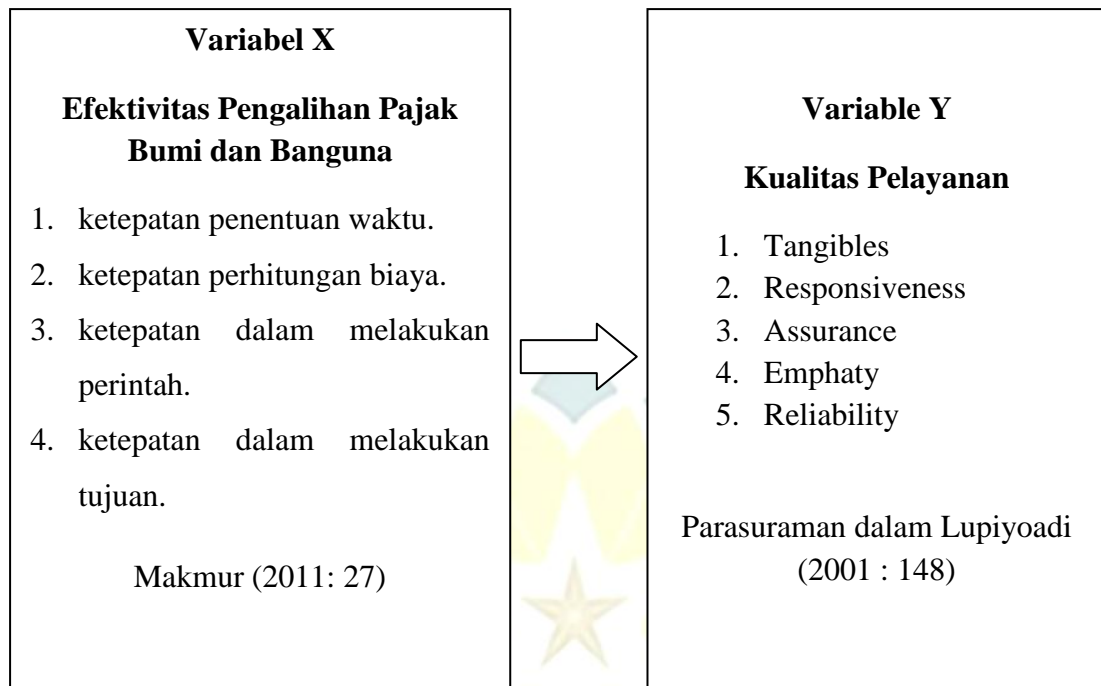 Variabel X
Efektivitas Pengalihan Pajak
Bumi dan Banguna
1. ketepatan penentuan waktu.
2. ketepatan perhitungan biaya.
3. ketepatan dalam melakukan
perintah.
4. ketepatan dalam melakukan
tujuan.
Makmur (2011: 27)
Variable Y
Kualitas Pelayanan
1. Tangibles
2. Responsiveness
3. Assurance
4. Emphaty
5. Reliability
Parasuraman dalam Lupiyoadi
(2001 : 148)